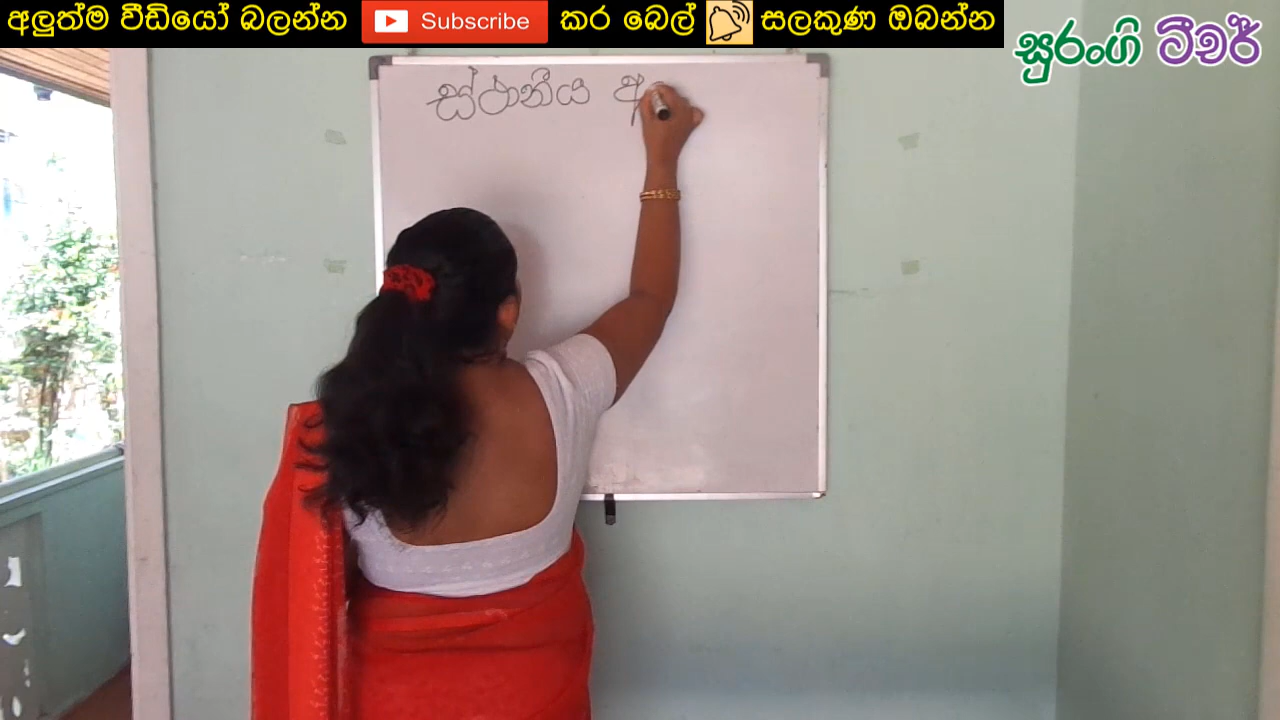 අලුත්ම වීඩියෝ බලන්න Subscribe කර බෙල් සලකුණ ඔබන්න
සුරංගි ටීචර්
ස්ථානීය අ